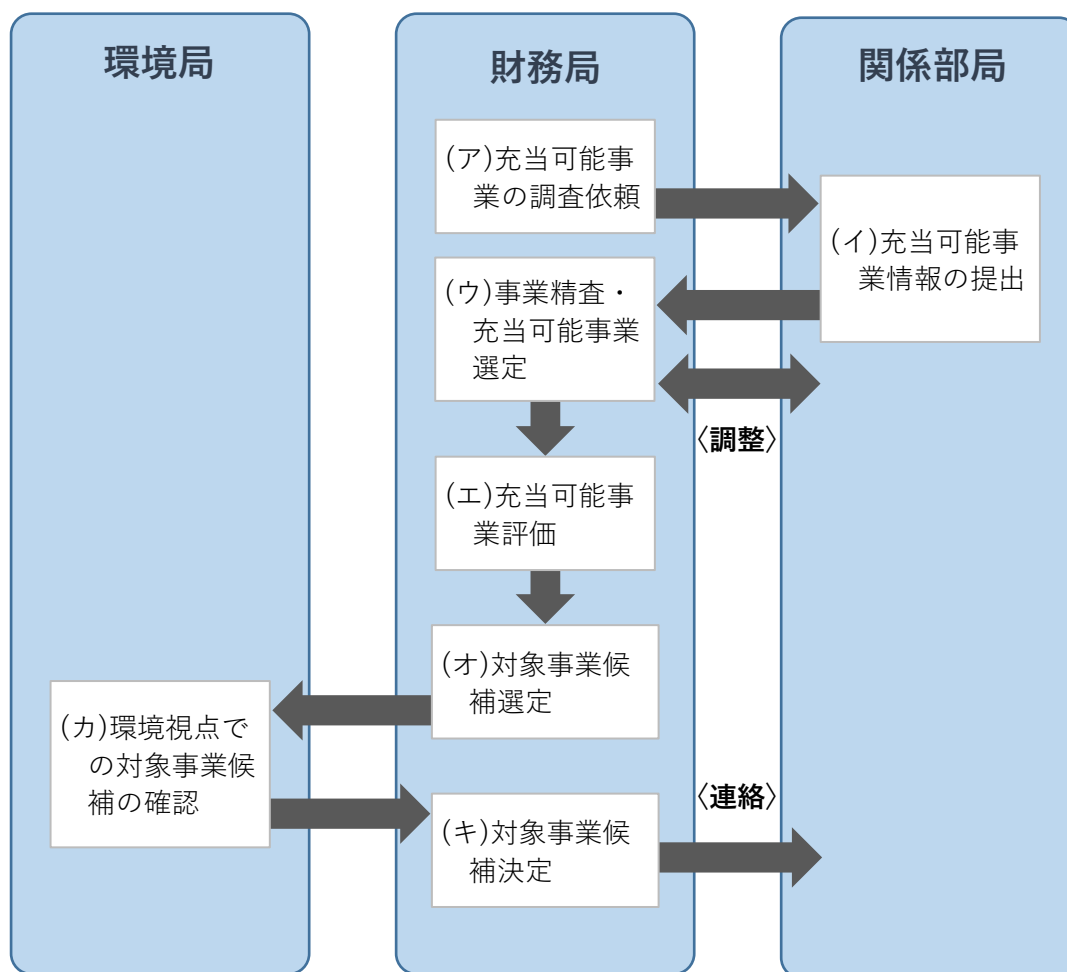 環境局
財務局
関係部局
(ア)充当可能事
業の調査依頼
(イ)充当可能事
業情報の提出
(ウ)事業精査・
充当可能事業
選定
〈調整〉
(エ)充当可能事
業評価
(オ)対象事業候
補選定
(カ)環境視点で
の対象事業候
補の確認
(キ)対象事業候
補決定
〈連絡〉